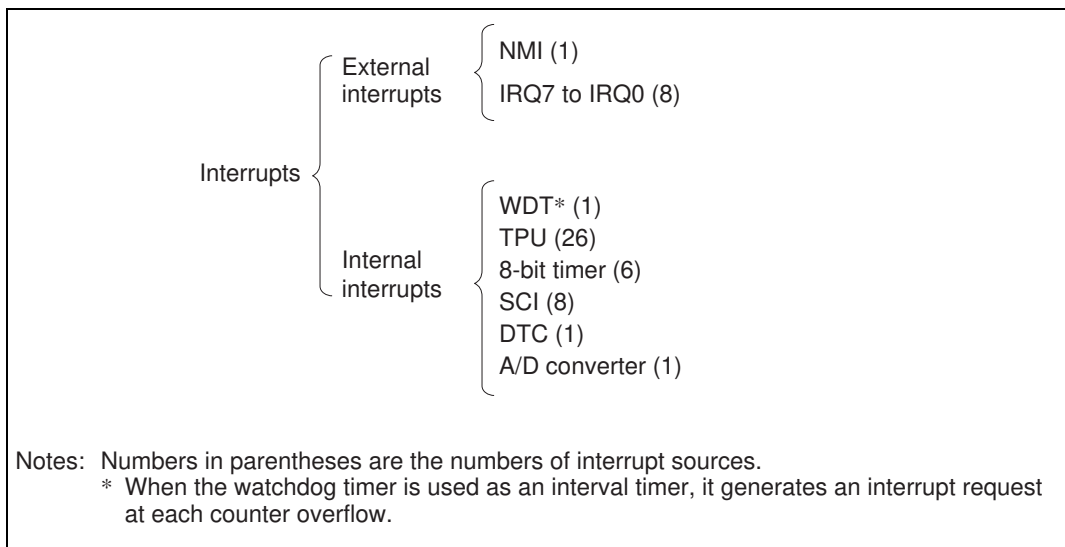 Interrupts
External
interrupts
NMI (1)
IRQ7 to IRQ0 (8)
Internal
interrupts
WDT* (1)
TPU (26)
8-bit timer (6)
SCI (8)
DTC (1)
A/D converter (1)
Notes: Numbers in parentheses are the numbers of interrupt sources.
* When the watchdog timer is used as an interval timer, it generates an interrupt request
at each counter overflow.